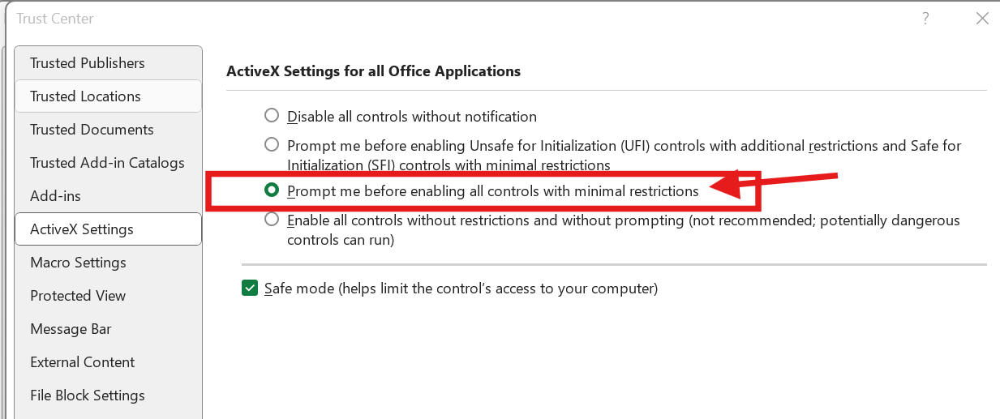 Trust Center
?
Trusted Publishers
Trusted Locations
Trusted Documents
Trusted Add-in Catalogs
Add-ins
ActiveX Settings
Macro Settings
Protected View
Message Bar
External Content
File Block Settings
ActiveX Settings for all Office Applications
Disable all controls without notification
Prompt me before enabling Unsafe for Initialization (UFI) controls with additional restrictions and Safe for
Initialization (SFI) controls with minimal restrictions
Prompt me before enabling all controls with minimal restrictions
Enable all controls without restrictions and without prompting (not recommended; potentially dangerous
controls can run)
Safe mode (helps limit the control's access to your computer)